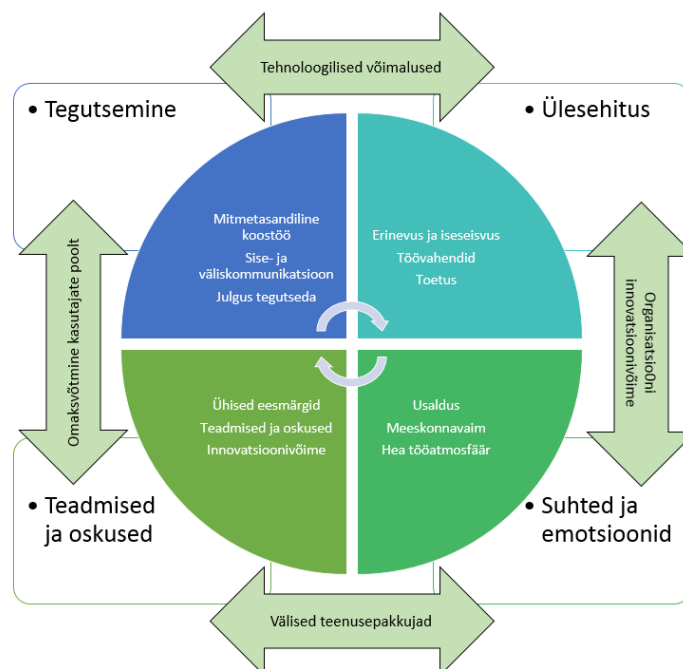 Tehnoloogilised võimalused
• Tegutsemine
• Ülesehitus
Mitmetasandiline
koostöö
Sise- ja
väliskommunikatsioon
Julgus tegutseda
Erinevus ja iseseisvus
Töövahendid
Toetus
Omaksvõtmine kasutajate poolt
Organisatsio0ni
innovatsioonivõime
Ühised eesmärgid
Teadmised ja oskused
Innovatsioonivõime
Usaldus
Meeskonnavaim
Hea tööatmosfäär
• Teadmised
ja oskused
• Suhted ja
emotsioonid
Välised teenusepakkujad